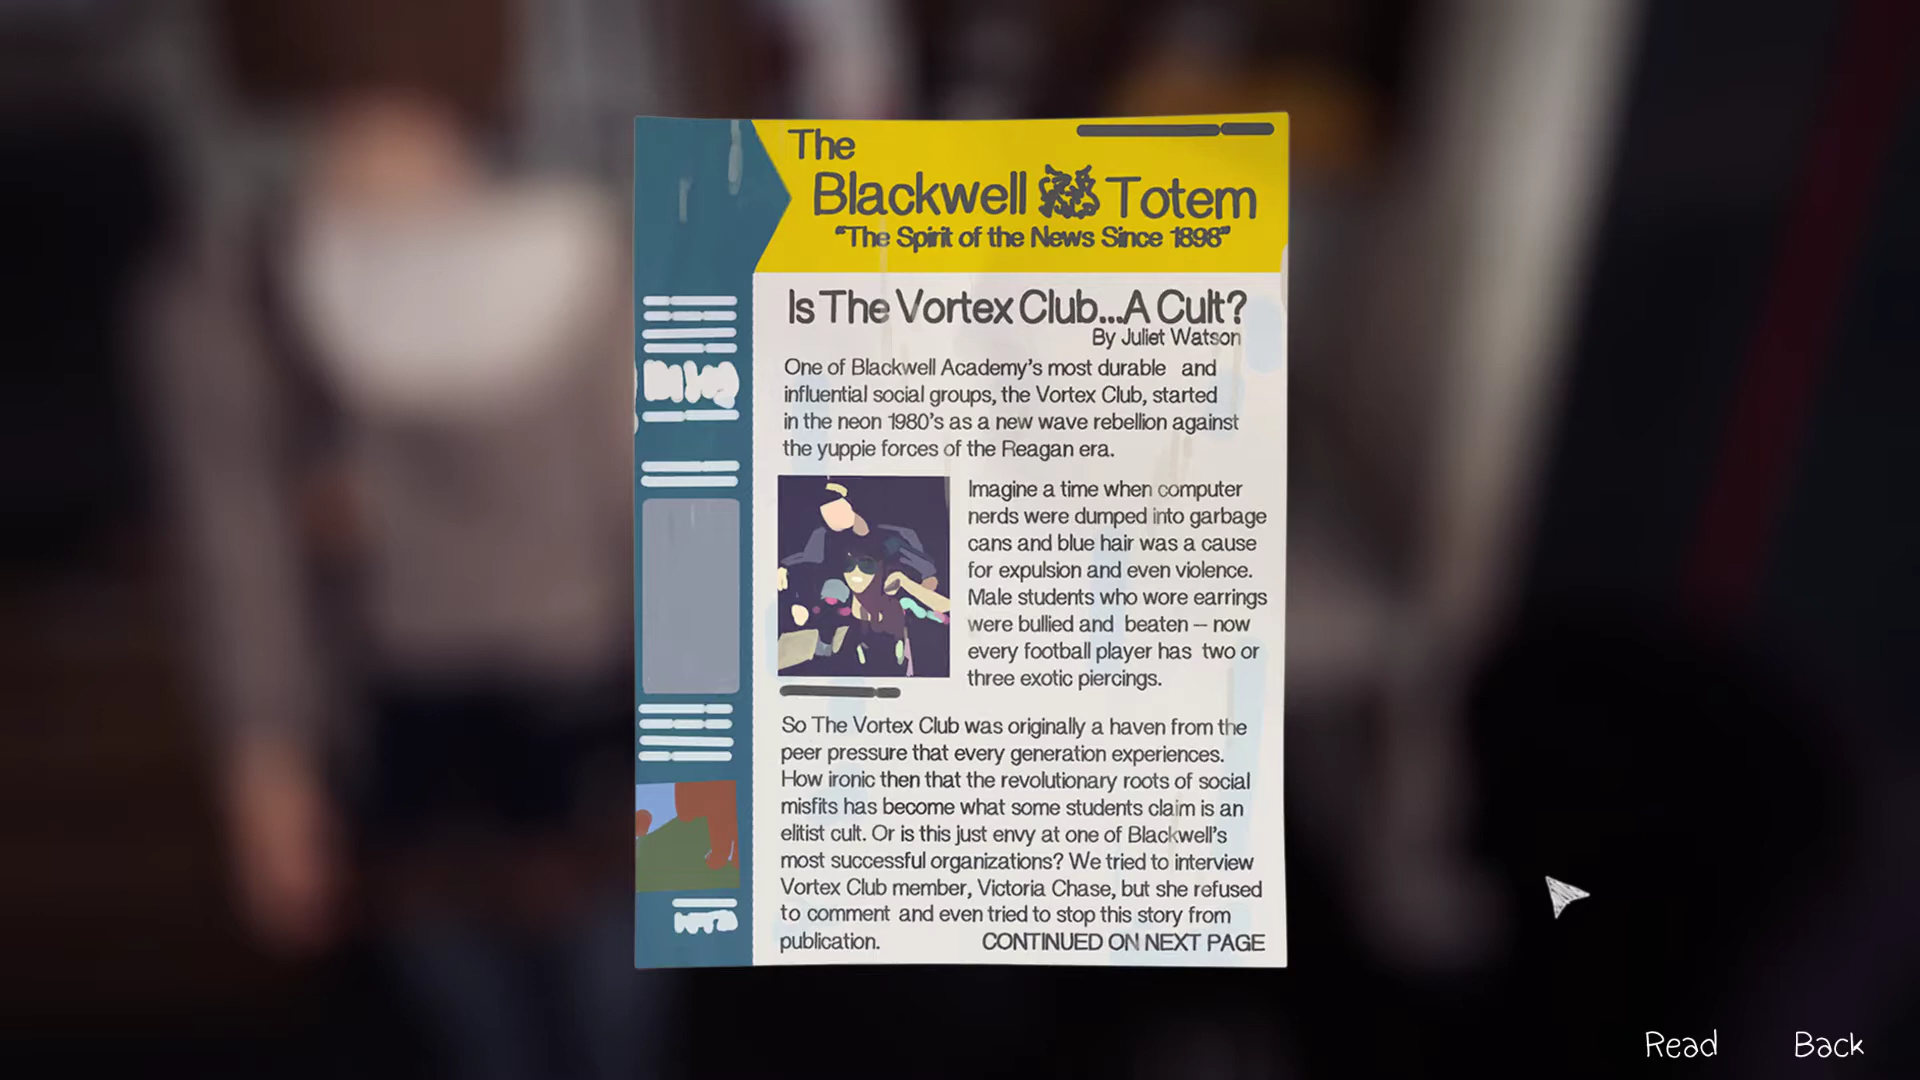 The
Blackwell Totem
"The Spirit of the News Since 1898"
Is The Vortex Club...A Cult?
By Juliet Watson
One of Blackwell Academy's most durable and
influential social groups, the Vortex Club, started
in the neon 1980's as a new wave rebellion against
the yuppie forces of the Reagan era.
Imagine a time when computer
nerds were dumped into garbage
cans and blue hair was a cause
for expulsion and even violence.
Male students who wore earrings
were bullied and beaten – now
every football player has two or
three exotic piercings.
So The Vortex Club was originally a haven from the
peer pressure that every generation experiences.
How ironic then that the revolutionary roots of social
misfits has become what some students claim is an
elitist cult. Or is this just envy at one of Blackwell's
most successful organizations? We tried to interview
Vortex Club member, Victoria Chase, but she refused
to comment and even tried to stop this story from
publication.
CONTINUED ON NEXT PAGE
Read
Back